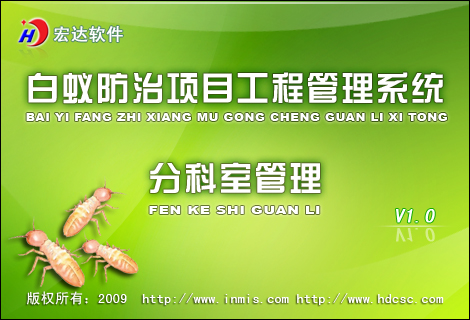 H 宏达软件
白蚁防治项目工程管理系统
BAI YI FANG ZHI XIANG MU GONG CHENG GUAN LI XI TONG
分科室管理
FEN KE SHI GUAN LI
V1.0
版权所有：2009 http://www.inmis.com http://www.hdcsc.com